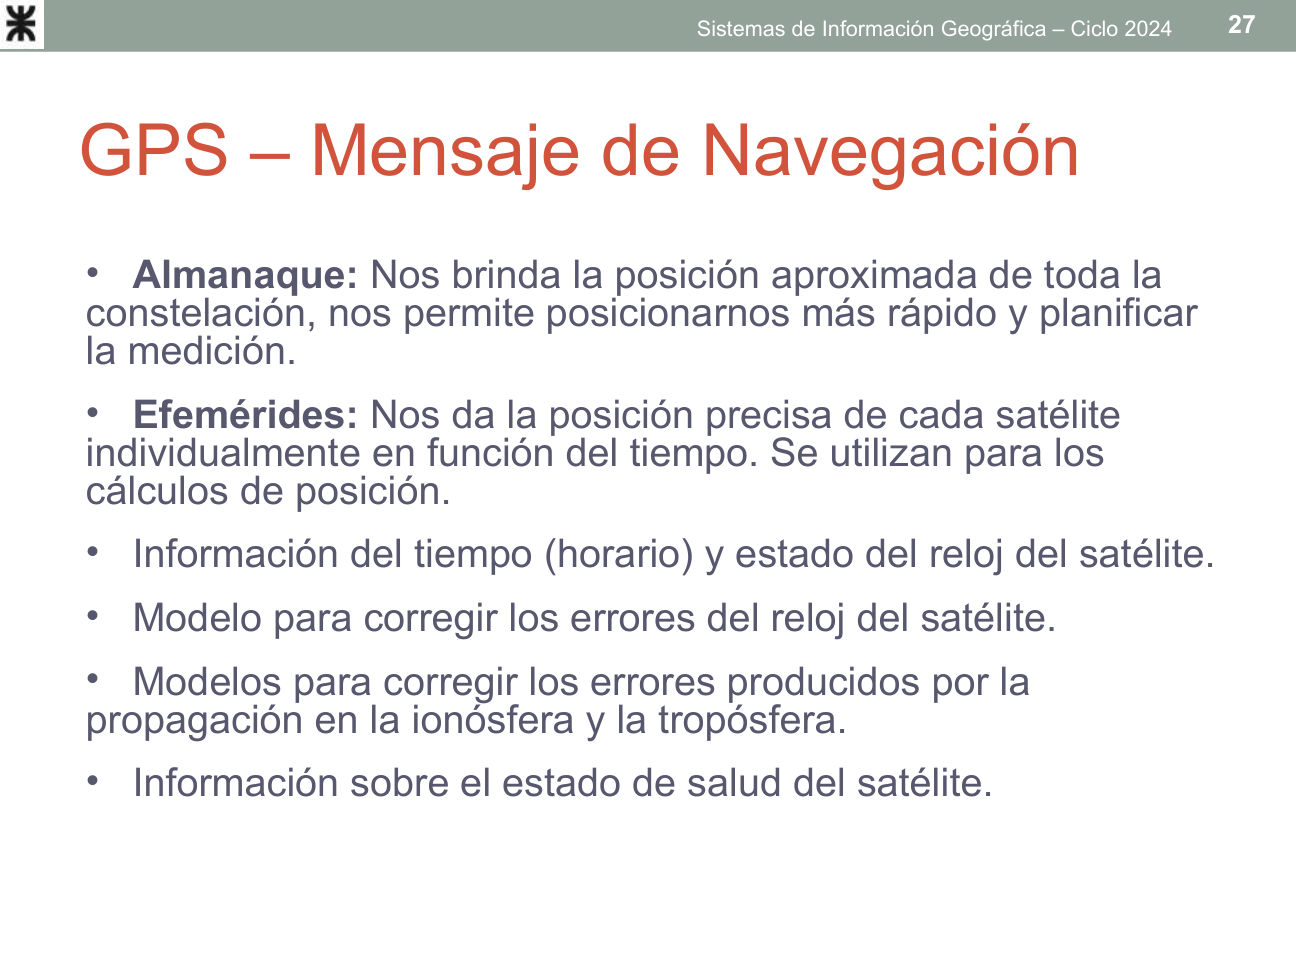 Sistemas de Información Geográfica – Ciclo 2024 27
GPS – Mensaje de Navegación
• Almanaque: Nos brinda la posición aproximada de toda la
constelación, nos permite posicionarnos más rápido y planificar
la medición.
• Efemérides: Nos da la posición precisa de cada satélite
individualmente en función del tiempo. Se utilizan para los
cálculos de posición.
• Información del tiempo (horario) y estado del reloj del satélite.
• Modelo para corregir los errores del reloj del satélite.
• Modelos para corregir los errores producidos por la
propagación en la ionósfera y la tropósfera.
• Información sobre el estado de salud del satélite.